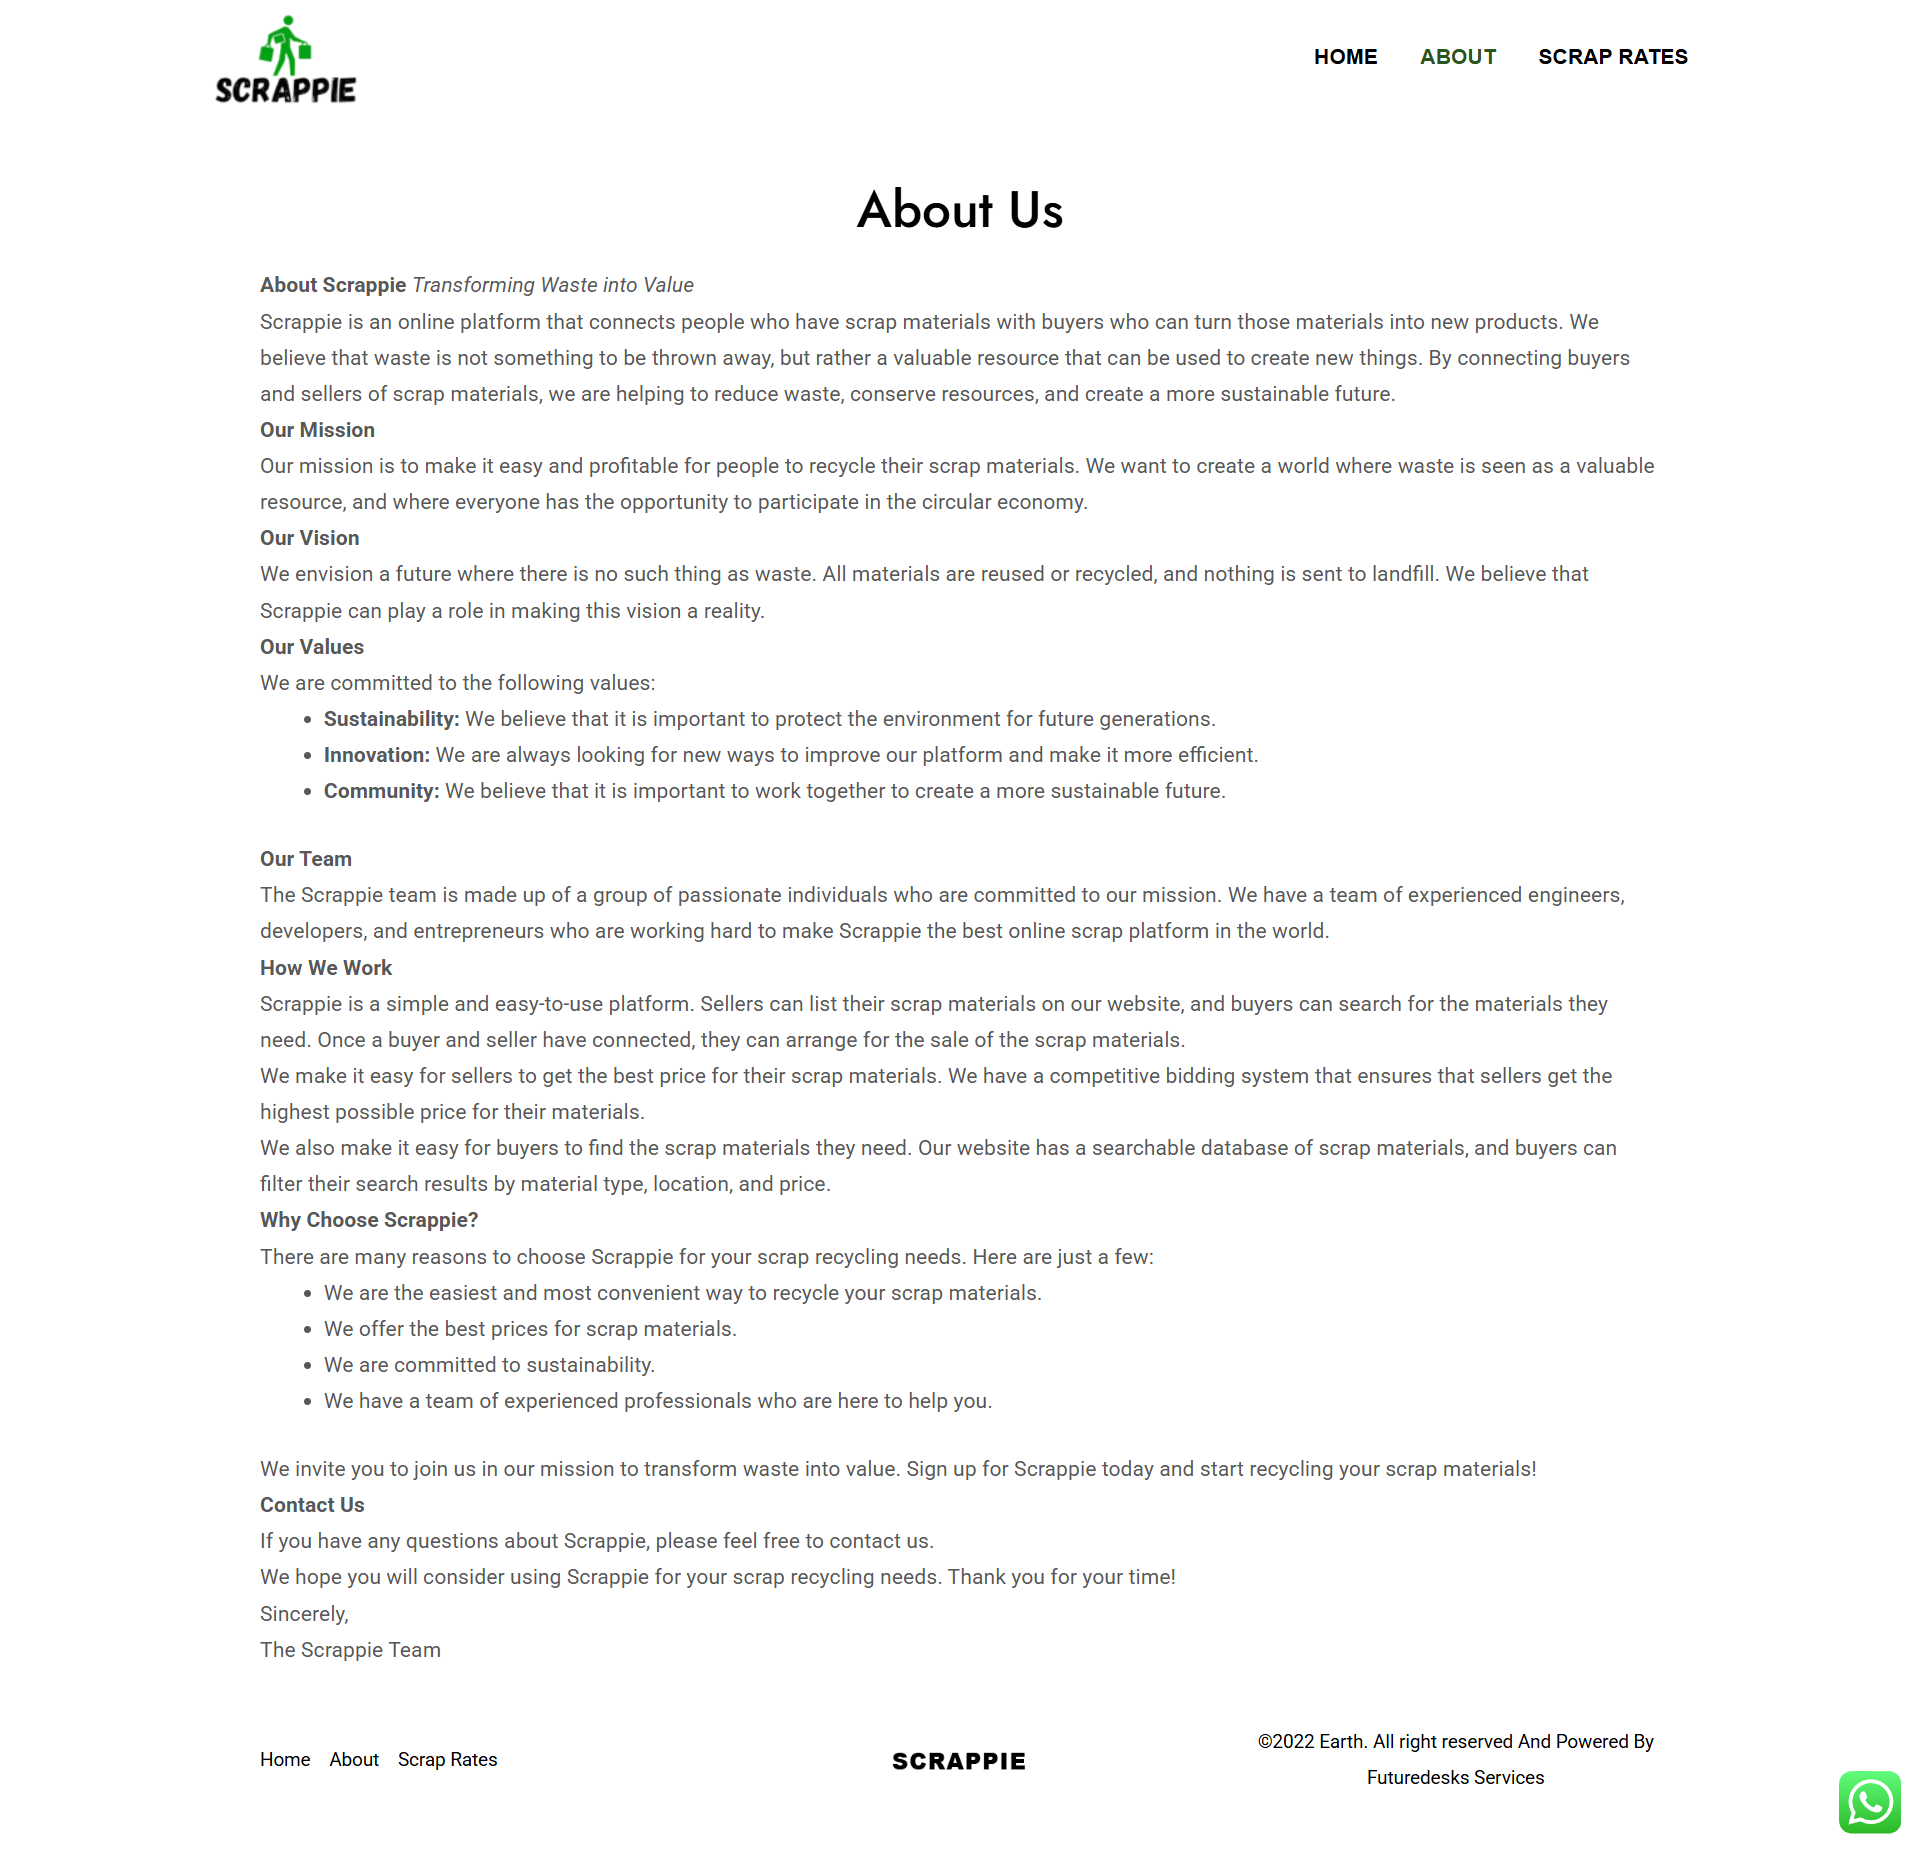 SCRAPPIE
HOME ABOUT SCRAP RATES
About Us
About Scrappie Transforming Waste into Value
Scrappie is an online platform that connects people who have scrap materials with buyers who can turn those materials into new products. We
believe that waste is not something to be thrown away, but rather a valuable resource that can be used to create new things. By connecting buyers
and sellers of scrap materials, we are helping to reduce waste, conserve resources, and create a more sustainable future.
Our Mission
Our mission is to make it easy and profitable for people to recycle their scrap materials. We want to create a world where waste is seen as a valuable
resource, and where everyone has the opportunity to participate in the circular economy.
Our Vision
We envision a future where there is no such thing as waste. All materials are reused or recycled, and nothing is sent to landfill. We believe that
Scrappie can play a role in making this vision a reality.
Our Values
We are committed to the following values:
• Sustainability: We believe that it is important to protect the environment for future generations.
• Innovation: We are always looking for new ways to improve our platform and make it more efficient.
• Community: We believe that it is important to work together to create a more sustainable future.
Our Team
The Scrappie team is made up of a group of passionate individuals who are committed to our mission. We have a team of experienced engineers,
developers, and entrepreneurs who are working hard to make Scrappie the best online scrap platform in the world.
How We Work
Scrappie is a simple and easy-to-use platform. Sellers can list their scrap materials on our website, and buyers can search for the materials they
need. Once a buyer and seller have connected, they can arrange for the sale of the scrap materials.
We make it easy for sellers to get the best price for their scrap materials. We have a competitive bidding system that ensures that sellers get the
highest possible price for their materials.
We also make it easy for buyers to find the scrap materials they need. Our website has a searchable database of scrap materials, and buyers can
filter their search results by material type, location, and price.
Why Choose Scrappie?
There are many reasons to choose Scrappie for your scrap recycling needs. Here are just a few:
• We are the easiest and most convenient way to recycle your scrap materials.
• We offer the best prices for scrap materials.
• We are committed to sustainability.
• We have a team of experienced professionals who are here to help you.
We invite you to join us in our mission to transform waste into value. Sign up for Scrappie today and start recycling your scrap materials!
Contact Us
If you have any questions about Scrappie, please feel free to contact us.
We hope you will consider using Scrappie for your scrap recycling needs. Thank you for your time!
Sincerely,
The Scrappie Team
Home About Scrap Rates
SCRAPPIE
©2022 Earth. All right reserved And Powered By
Futuredesks Services